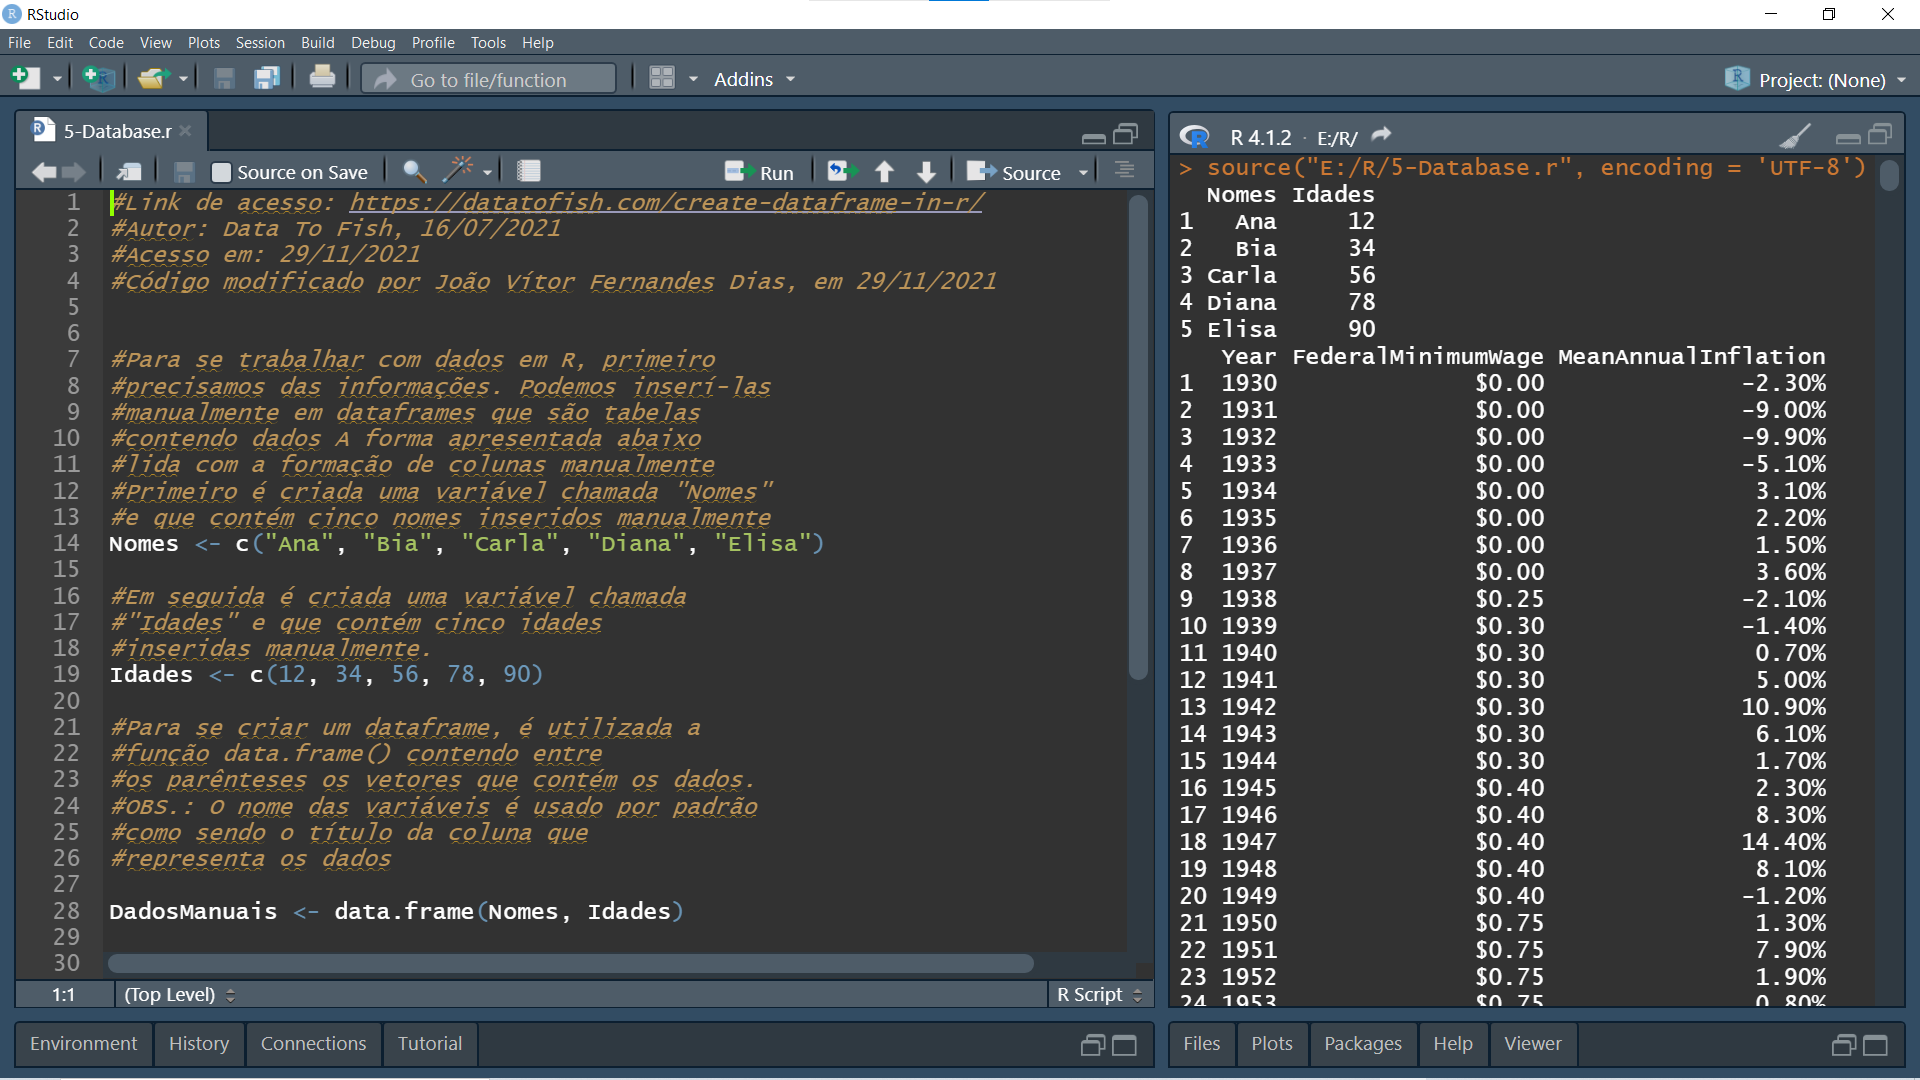 RStudio
File Edit Code View Plots Session Build Debug Profile Tools Help
Go to file/function Addins Project: (None)
5-Database.r
Source on Save Run Source
1 #Link de acesso: https://datatofish.com/create-dataframe-in-r/
2 #Autor: Data To Fish, 16/07/2021
3 #Acesso em: 29/11/2021
4 #Código modificado por João Vítor Fernandes Dias, em 29/11/2021
5
6
7 #Para se trabalhar com dados em R, primeiro
8 #precisamos das informações. Podemos inserí-las
9 #manualmente em dataframes que são tabelas
10 #contendo dados A forma apresentada abaixo
11 #lida com a formação de colunas manualmente
12 #Primeiro é criada uma variável chamada "Nomes"
13 #e que contém cinco nomes inseridos manualmente
14 Nomes <- c("Ana", "Bia", "Carla", "Diana", "Elisa")
15
16 #Em seguida é criada uma variável chamada
17 #"Idades" e que contém cinco idades
18 #inseridas manualmente.
19 Idades <- c(12, 34, 56, 78, 90)
20
21 #Para se criar um dataframe, é utilizada a
22 #função data.frame() contendo entre
23 #os parênteses os vetores que contém os dados.
24 #OBS.: O nome das variáveis é usado por padrão
25 #como sendo o título da coluna que
26 #representa os dados
27
28 DadosManuais <- data.frame(Nomes, Idades)
29
30
1:1 (Top Level) R Script
Environment History Connections Tutorial
R 4.1.2 · E:/R/
> source("E:/R/5-Database.r", encoding = 'UTF-8')
Nomes Idades
1 Ana 12
2 Bia 34
3 Carla 56
4 Diana 78
5 Elisa 90
Year FederalMinimumWage MeanAnnualInflation
1 1930 $0.00 -2.30%
2 1931 $0.00 -9.00%
3 1932 $0.00 -9.90%
4 1933 $0.00 -5.10%
5 1934 $0.00 3.10%
6 1935 $0.00 2.20%
7 1936 $0.00 1.50%
8 1937 $0.00 3.60%
9 1938 $0.25 -2.10%
10 1939 $0.30 -1.40%
11 1940 $0.30 0.70%
12 1941 $0.30 5.00%
13 1942 $0.30 10.90%
14 1943 $0.30 6.10%
15 1944 $0.30 1.70%
16 1945 $0.40 2.30%
17 1946 $0.40 8.30%
18 1947 $0.40 14.40%
19 1948 $0.40 8.10%
20 1949 $0.40 -1.20%
21 1950 $0.75 1.30%
22 1951 $0.75 7.90%
23 1952 $0.75 1.90%
24 1953 $0.75 0.80%
Files Plots Packages Help Viewer